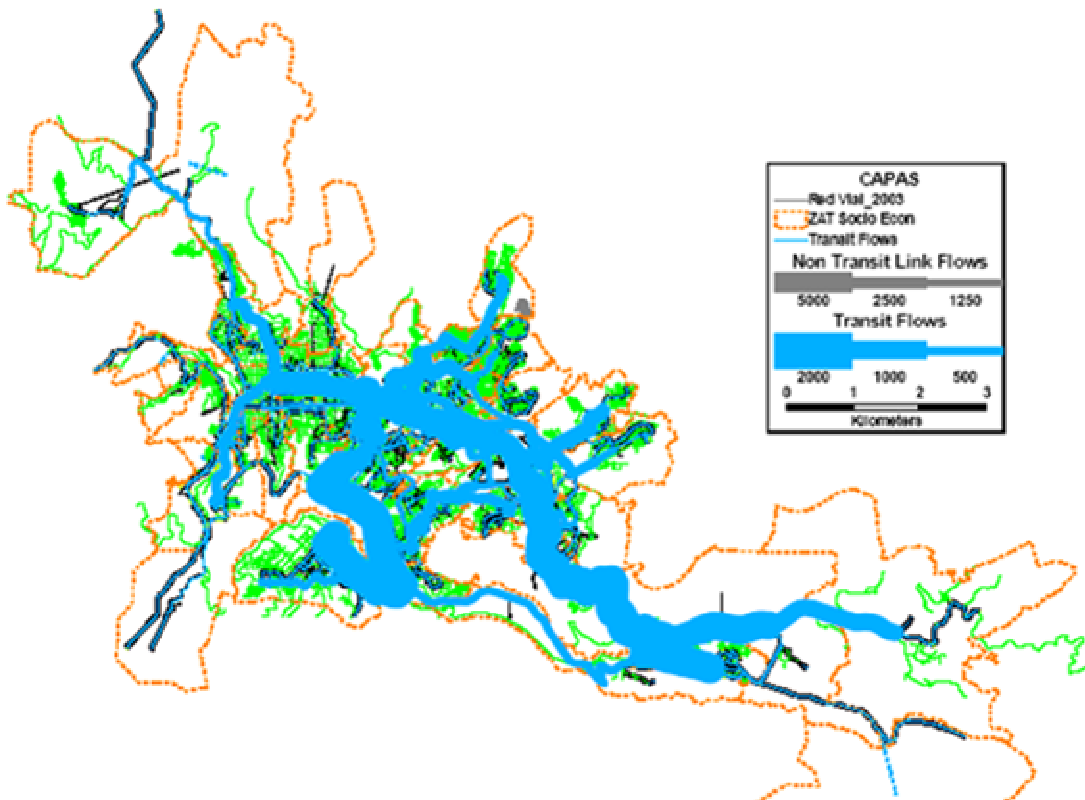 CAPAS
Red Vial_2003
ZAT Socio Econ
Transit Flows
Non Transit Link Flows
5000 2500 1250
Transit Flows
2000 1000 500
0 1 2 3
Kilometers